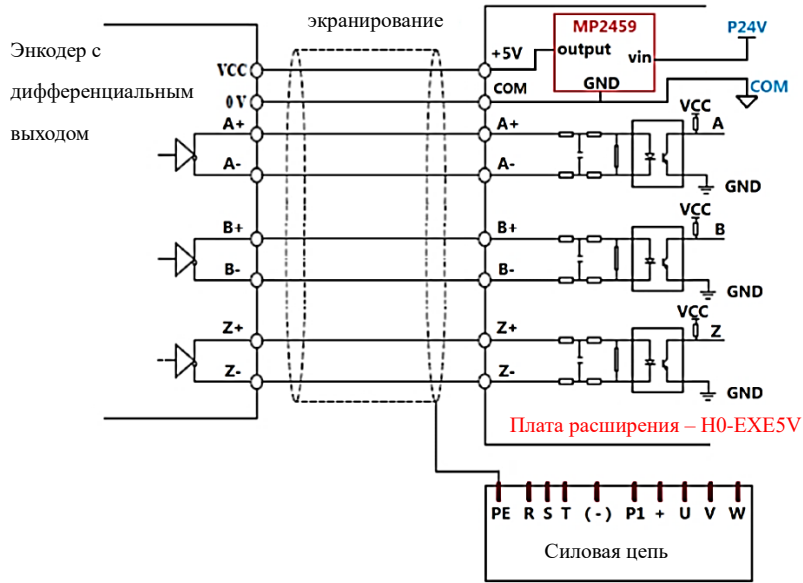 экранирование
Энкодер с
дифференциальным
выходом
MP2459
output
vin
GND
P24V
COM
VCC
+5V
0 V
COM
VCC
A+
A+
A
A-
A-
GND
VCC
B+
B+
B
B-
B-
GND
VCC
Z+
Z+
Z
Z-
Z-
GND
Плата расширения – H0-EXE5V
PE R S T (-) P1 + U V W
Силовая цепь